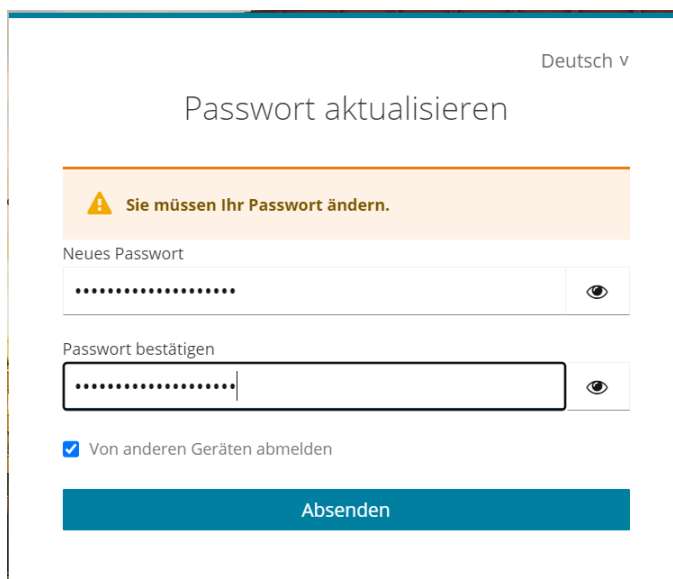 Deutsch v
Passwort aktualisieren
Sie müssen Ihr Passwort ändern.
Neues Passwort
••••••••••••••••••••
Passwort bestätigen
••••••••••••••••••••
Von anderen Geräten abmelden
Absenden